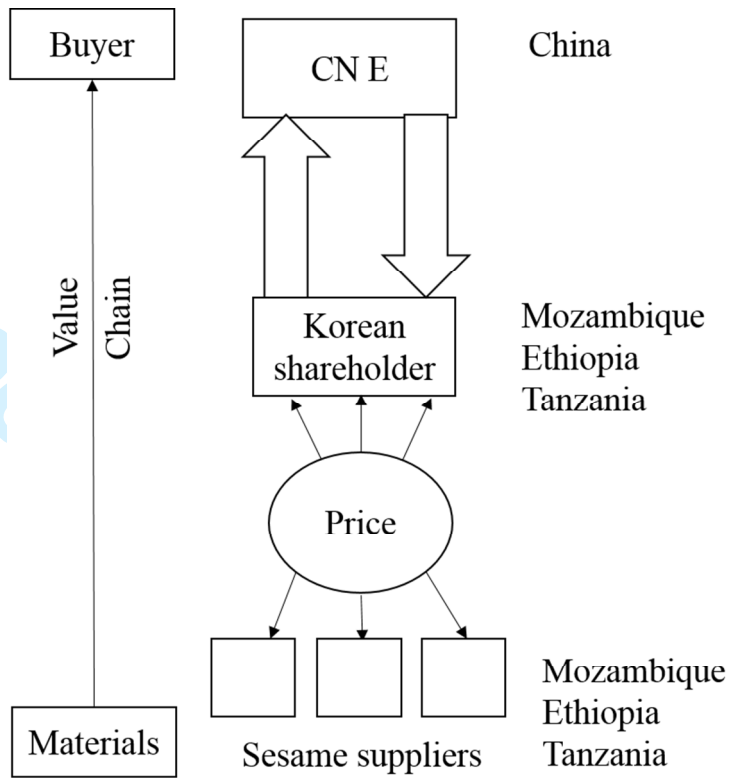 Buyer
CN E
China
Value
Chain
Korean
shareholder
Mozambique
Ethiopia
Tanzania
Price
Mozambique
Ethiopia
Tanzania
Materials
Sesame suppliers